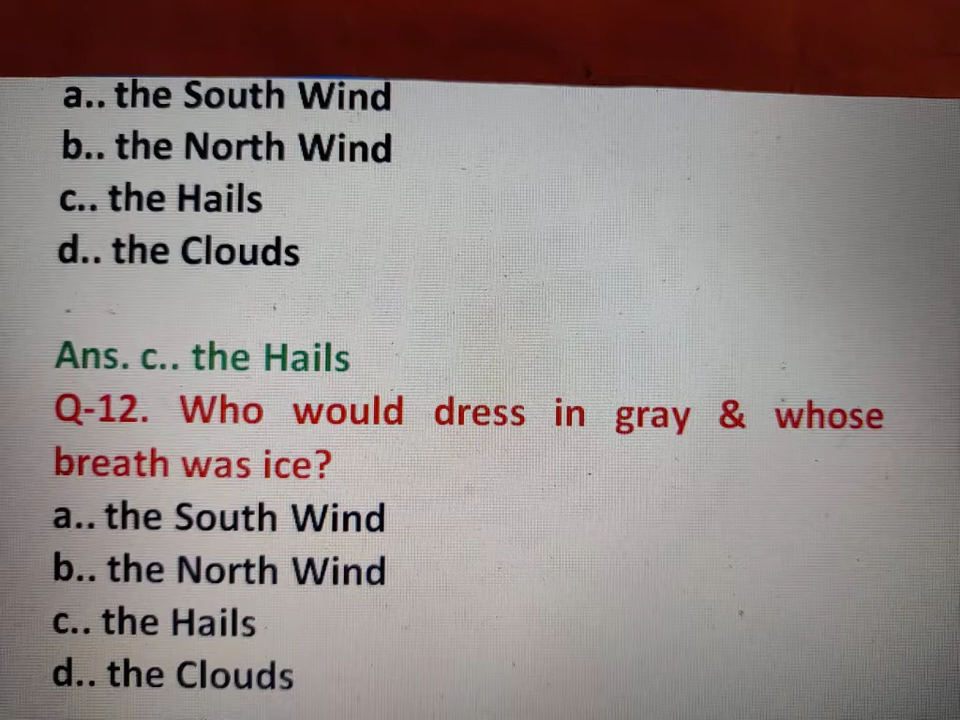 a.. the South Wind
b.. the North Wind
c.. the Hails
d.. the Clouds
Ans. c.. the Hails
Q-12. Who would dress in gray & whose
breath was ice?
a.. the South Wind
b.. the North Wind
c.. the Hails
d.. the Clouds